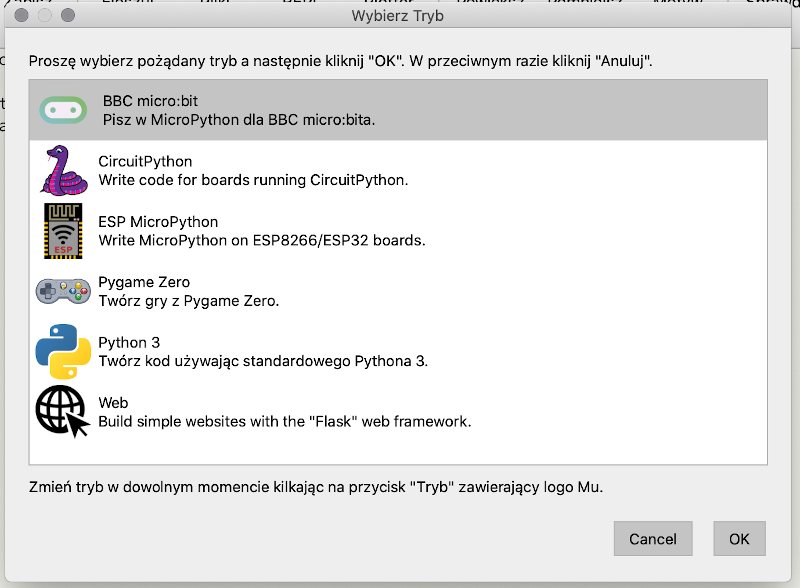 Wybierz Tryb
Proszę wybierz pożądany tryb a następnie kliknij "OK". W przeciwnym razie kliknij "Anuluj".
BBC micro:bit
Pisz w MicroPython dla BBC micro:bita.
CircuitPython
Write code for boards running CircuitPython.
ESP MicroPython
Write MicroPython on ESP8266/ESP32 boards.
ESP
Pygame Zero
Twórz gry z Pygame Zero.
Python 3
Twórz kod używając standardowego Pythona 3.
Web
Build simple websites with the "Flask" web framework.
Zmień tryb w dowolnym momencie kilkając na przycisk "Tryb" zawierający logo Mu.
Cancel OK